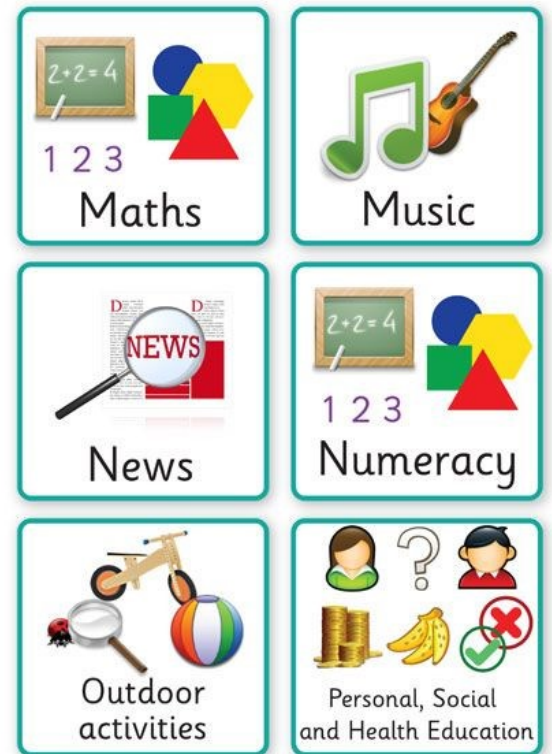 2+2=4
1 2 3
Maths
Music
D D
NEWS
News
2+2=4
1 2 3
Numeracy
Outdoor
activities
?
Personal, Social
and Health Education